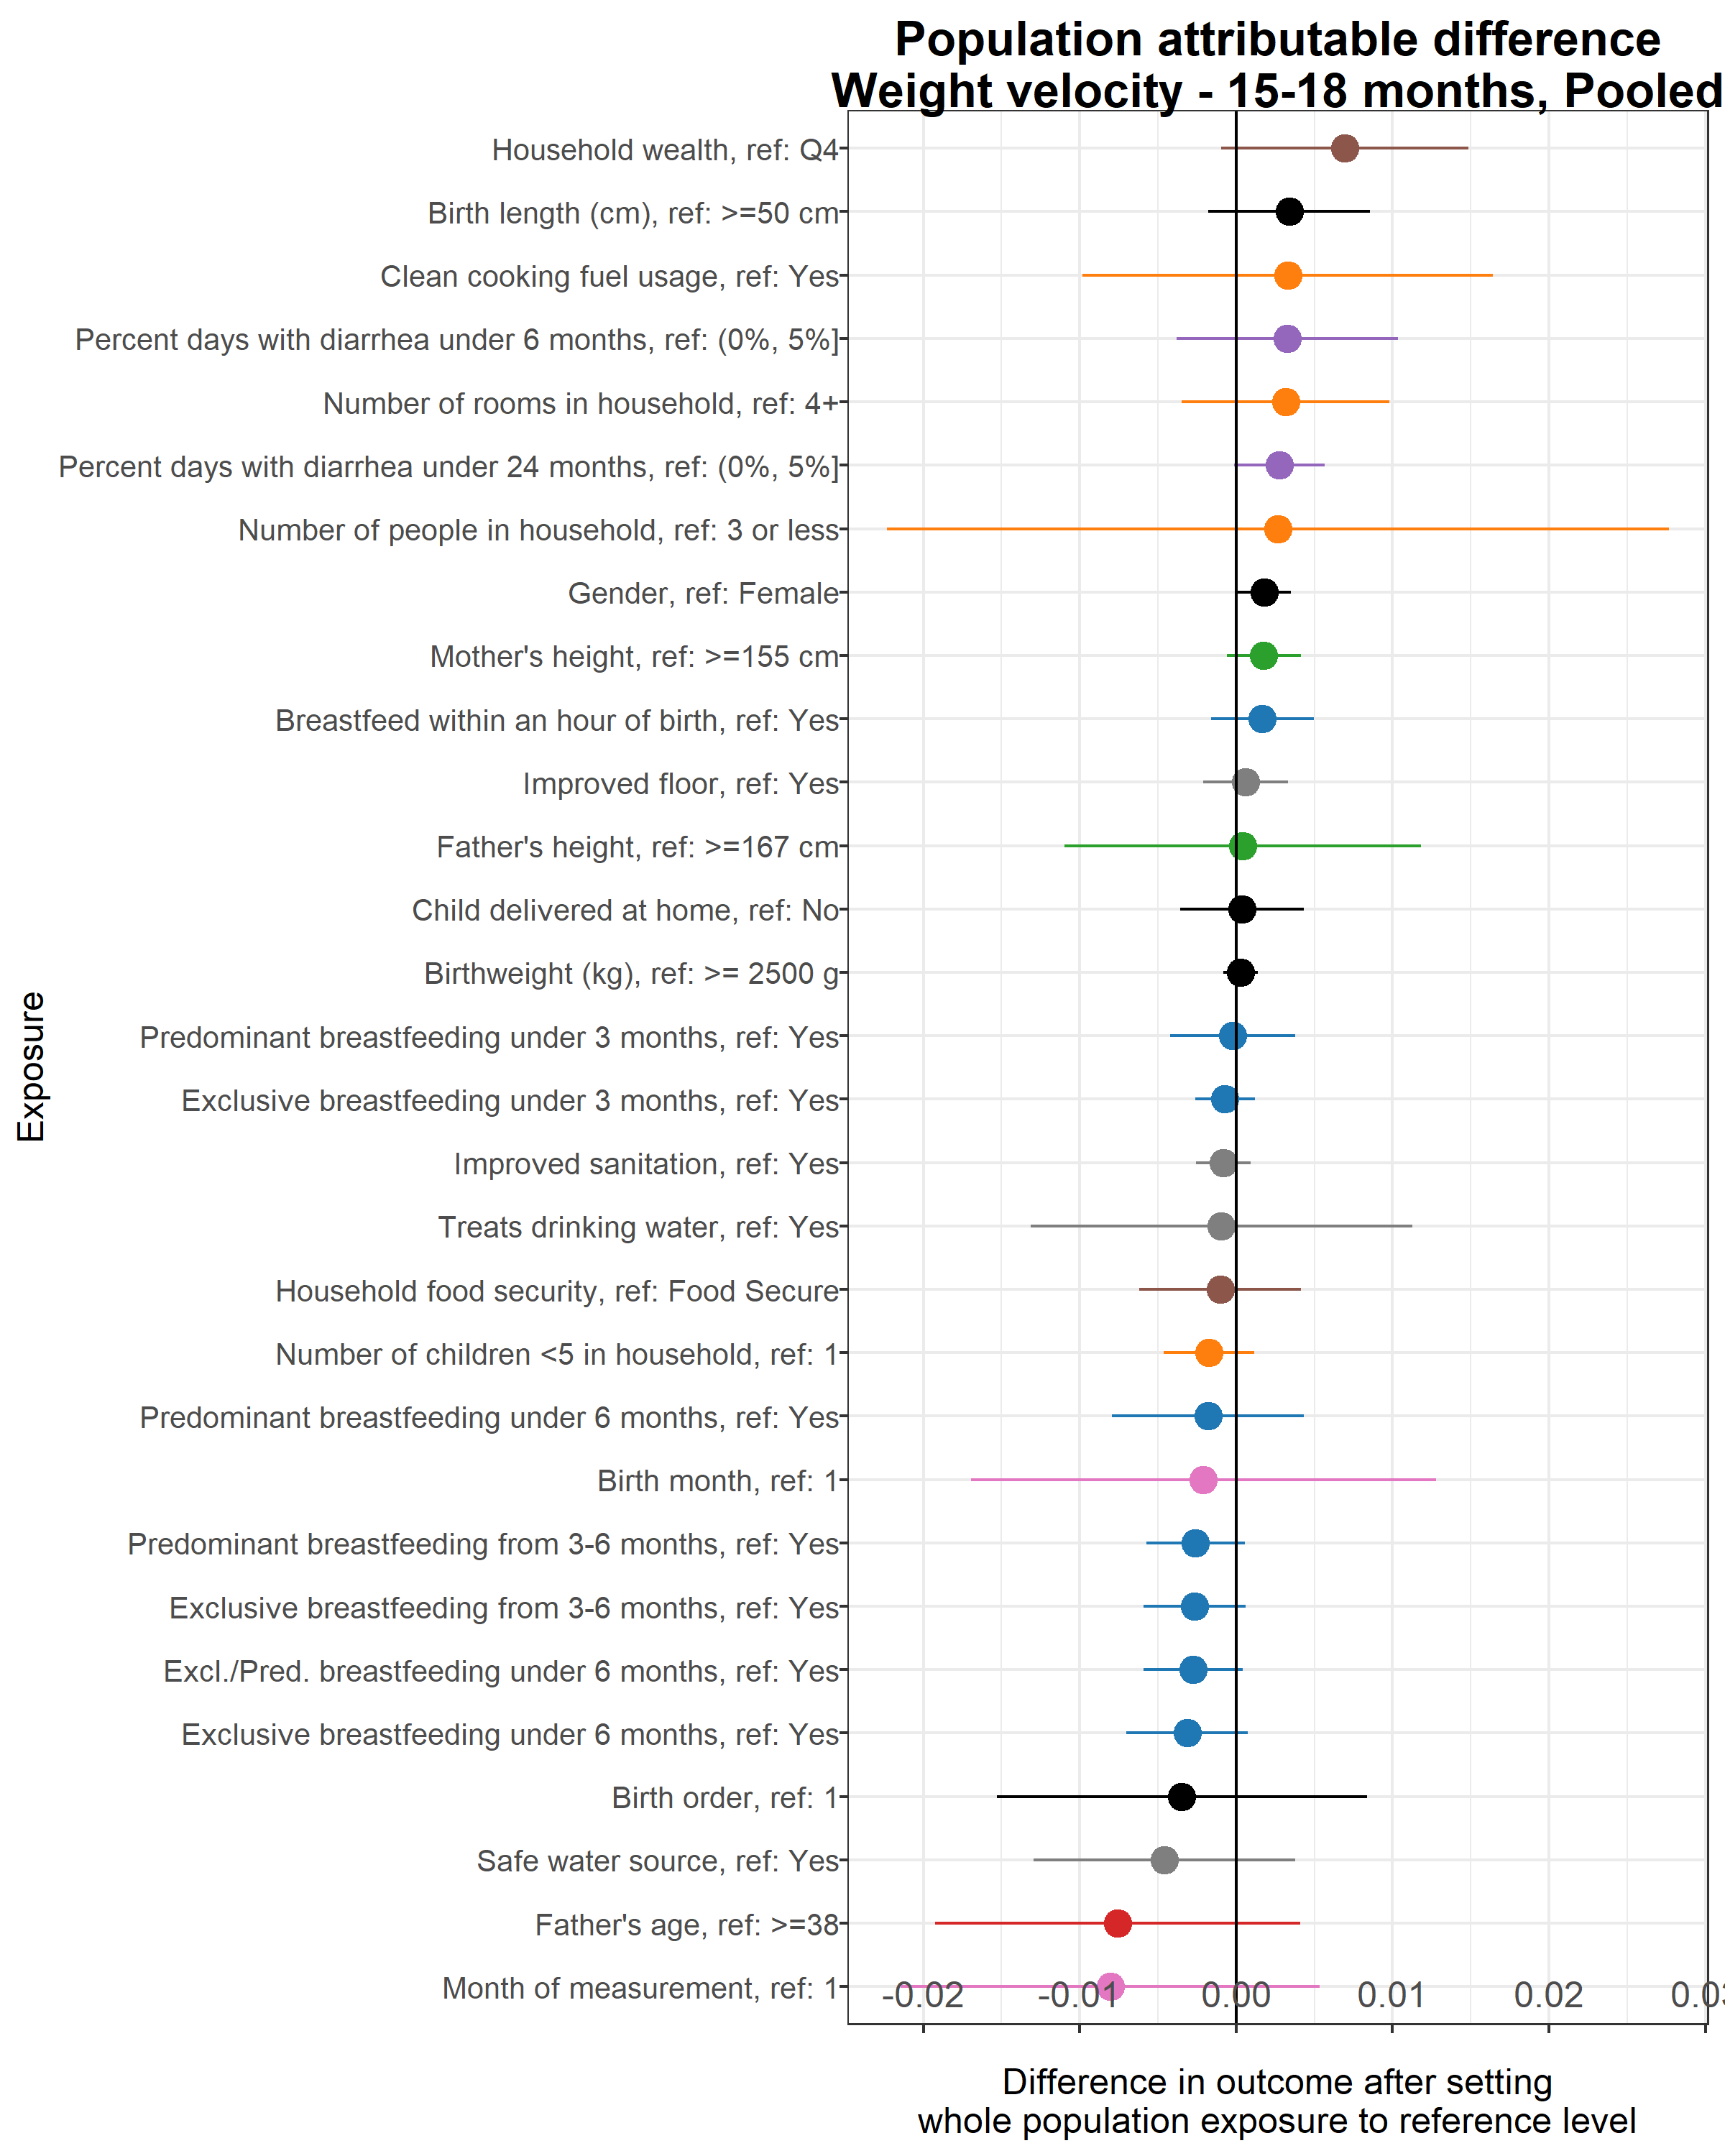 Population attributable difference
Weight velocity - 15-18 months, Pooled
Household wealth, ref: Q4
Birth length (cm), ref: >=50 cm
Clean cooking fuel usage, ref: Yes
Percent days with diarrhea under 6 months, ref: (0%, 5%]
Number of rooms in household, ref: 4+
Percent days with diarrhea under 24 months, ref: (0%, 5%]
Number of people in household, ref: 3 or less
Gender, ref: Female
Mother's height, ref: >=155 cm
Breastfeed within an hour of birth, ref: Yes
Improved floor, ref: Yes
Father's height, ref: >=167 cm
Child delivered at home, ref: No
Birthweight (kg), ref: >= 2500 g
Predominant breastfeeding under 3 months, ref: Yes
Exclusive breastfeeding under 3 months, ref: Yes
Improved sanitation, ref: Yes
Treats drinking water, ref: Yes
Household food security, ref: Food Secure
Number of children <5 in household, ref: 1
Predominant breastfeeding under 6 months, ref: Yes
Birth month, ref: 1
Predominant breastfeeding from 3-6 months, ref: Yes
Exclusive breastfeeding from 3-6 months, ref: Yes
Excl./Pred. breastfeeding under 6 months, ref: Yes
Exclusive breastfeeding under 6 months, ref: Yes
Birth order, ref: 1
Safe water source, ref: Yes
Father's age, ref: >=38
Month of measurement, ref: 1
Exposure
-0.02 -0.01 0.00 0.01 0.02
Difference in outcome after setting
whole population exposure to reference level